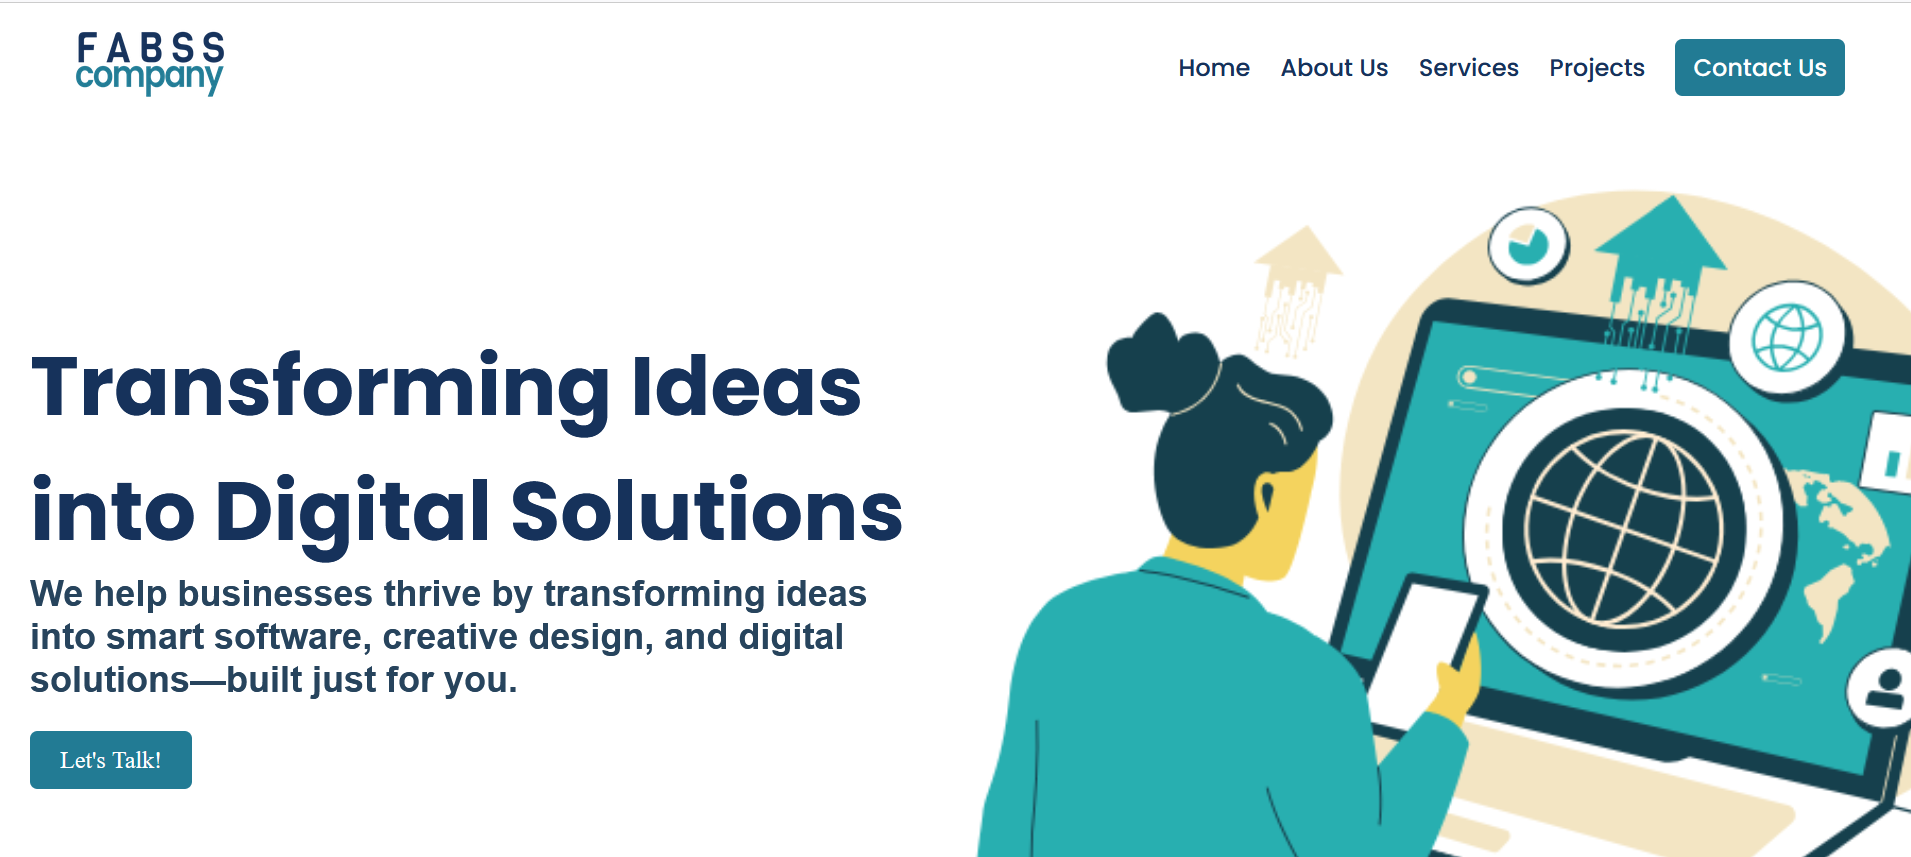 FABSS
company
Home About Us Services Projects Contact Us
Transforming Ideas
into Digital Solutions
We help businesses thrive by transforming ideas
into smart software, creative design, and digital
solutions—built just for you.
Let's Talk!